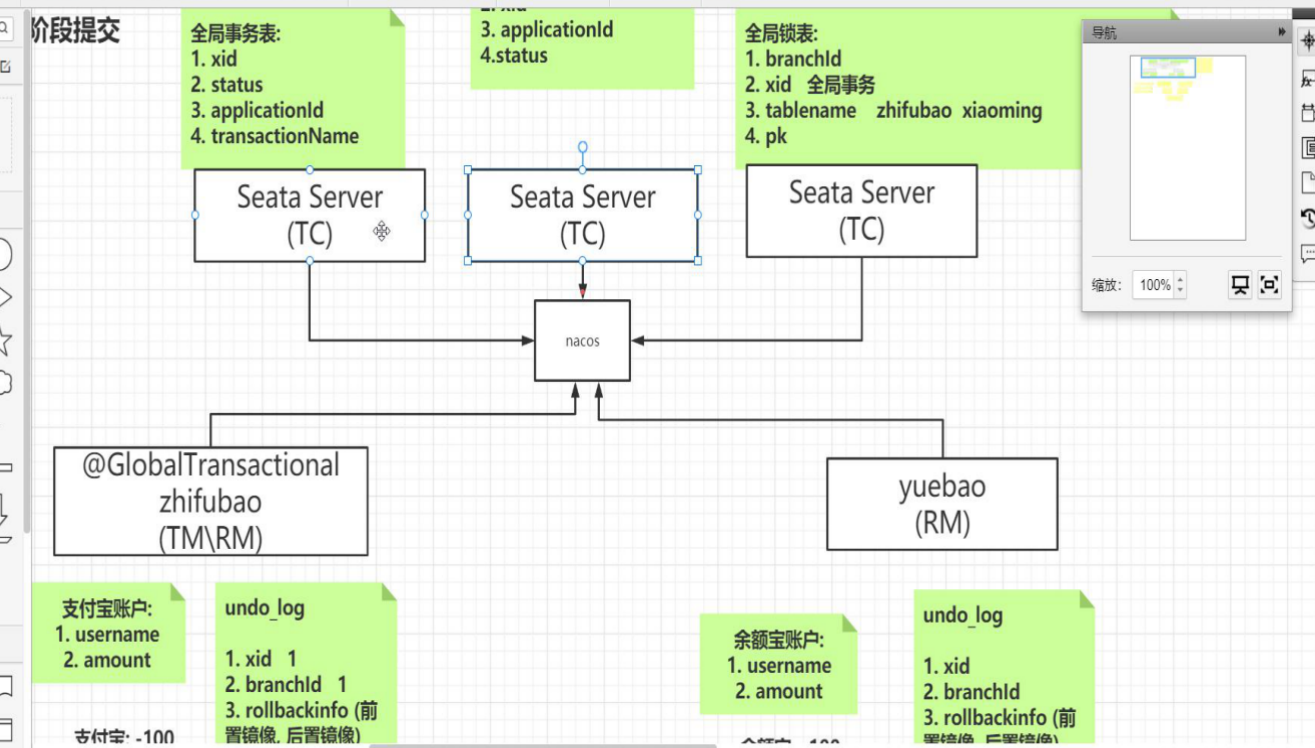 阶段提交
全局事务表:
1. xid
2. status
3. applicationId
4. transactionName
3. applicationId
4.status
全局锁表:
1. branchId
2. xid 全局事务
3. tablename zhifubao xiaoming
4. pk
导航
缩放: 100%
Seata Server
(TC)
Seata Server
(TC)
Seata Server
(TC)
nacos
@GlobalTransactional
zhifubao
(TM\RM)
yuebao
(RM)
支付宝账户:
1. username
2. amount
支付宝: -100
undo_log
1. xid 1
2. branchId 1
3. rollbackinfo (前
置镜像, 后置镜像)
余额宝账户:
1. username
2. amount
undo_log
1. xid
2. branchId
3. rollbackinfo (前
置镜像, 后置镜像)